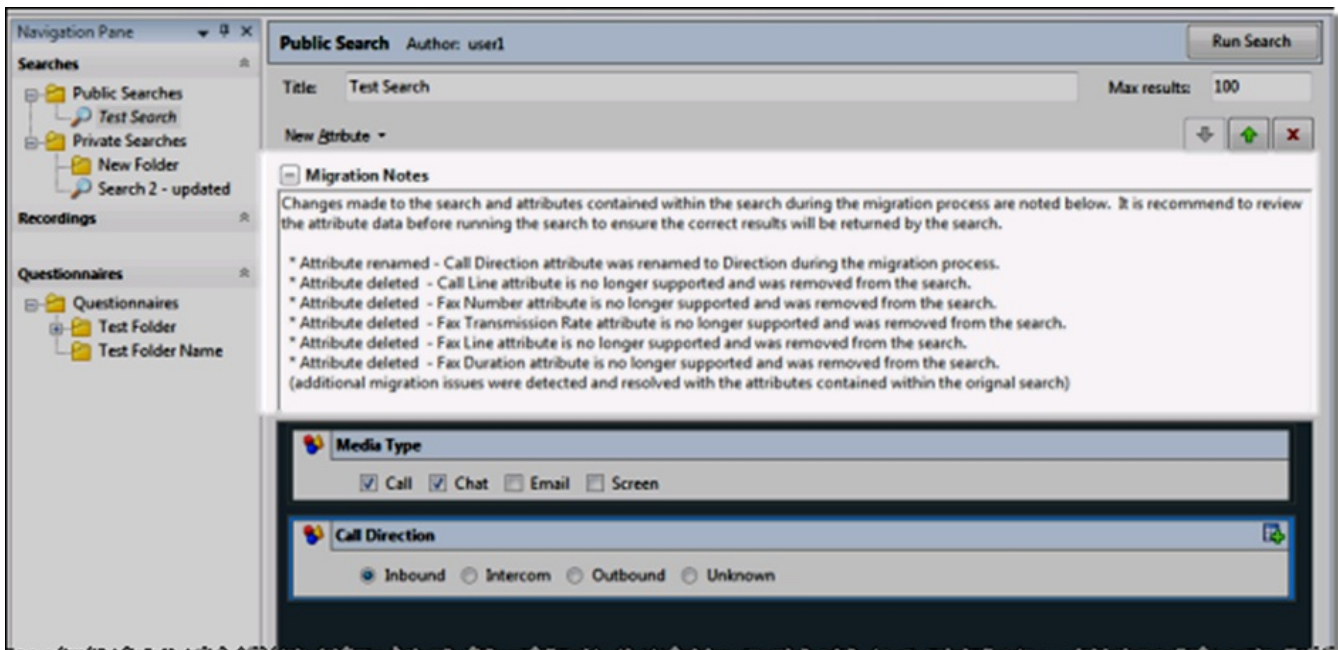 Navigation Pane
Searches
Public Searches
Test Search
Private Searches
New Folder
Search 2 - updated
Recordings
Questionnaires
Questionnaires
Test Folder
Test Folder Name
Public Search Author: user1
Run Search
Title: Test Search
Max results: 100
New Attribute
Migration Notes
Changes made to the search and attributes contained within the search during the migration process are noted below. It is recommend to review
the attribute data before running the search to ensure the correct results will be returned by the search.
* Attribute renamed - Call Direction attribute was renamed to Direction during the migration process.
* Attribute deleted - Call Line attribute is no longer supported and was removed from the search.
* Attribute deleted - Fax Number attribute is no longer supported and was removed from the search.
* Attribute deleted - Fax Transmission Rate attribute is no longer supported and was removed from the search.
* Attribute deleted - Fax Line attribute is no longer supported and was removed from the search.
* Attribute deleted - Fax Duration attribute is no longer supported and was removed from the search.
(additional migration issues were detected and resolved with the attributes contained within the orignal search)
Media Type
Call Chat Email Screen
Call Direction
Inbound Intercom Outbound Unknown